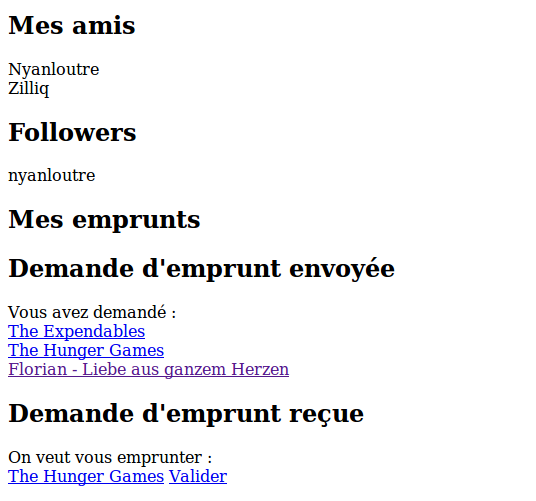 Mes amis
Nyanloutre
Zilliq
Followers
nyanloutre
Mes emprunts
Demande d'emprunt envoyée
Vous avez demandé :
The Expendables
The Hunger Games
Florian - Liebe aus ganzem Herzen
Demande d'emprunt reçue
On veut vous emprunter :
The Hunger Games Valider